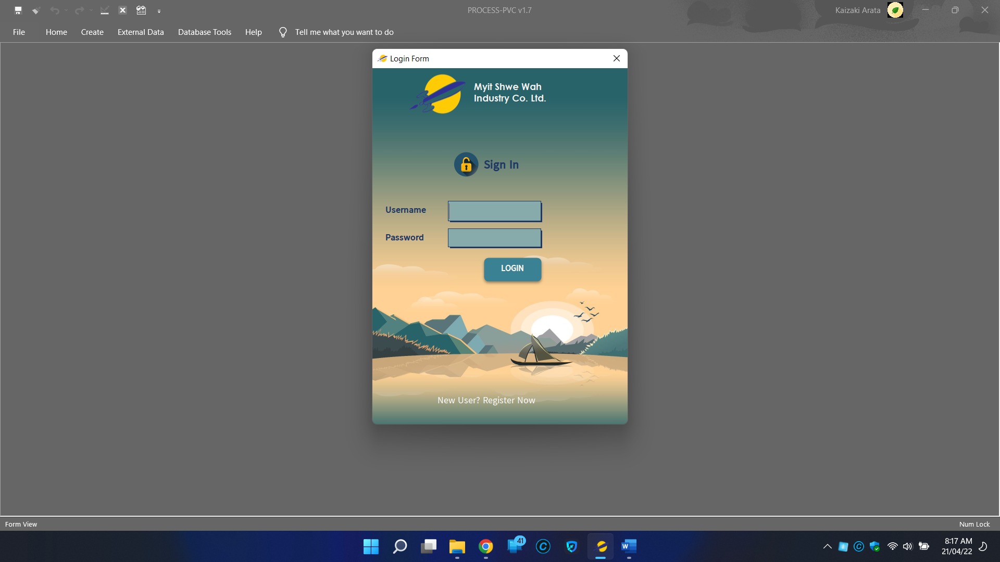 PROCESS-PVC v1.7
Kaizaki Arata
File Home Create External Data Database Tools Help Tell me what you want to do
Login Form
Myit Shwe Wah
Industry Co. Ltd.
Sign In
Username
Password
LOGIN
New User? Register Now
Form View
Num Lock
41
8:17 AM
21/04/22